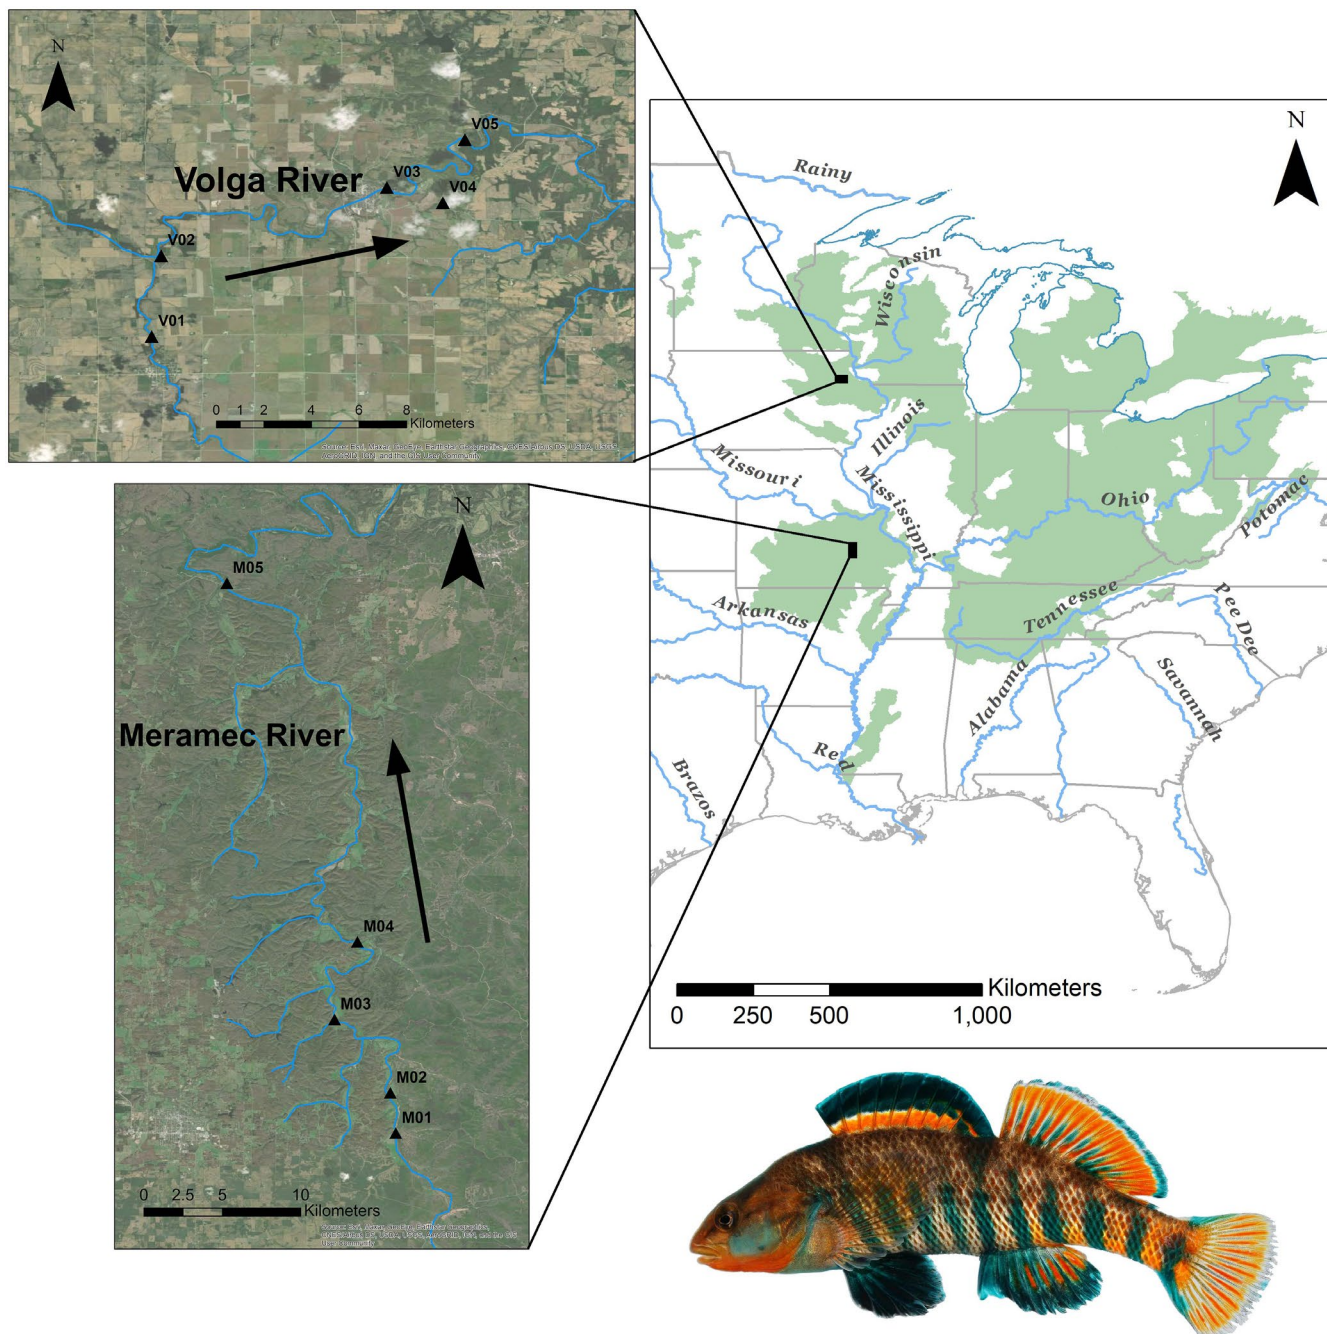 N
Volga River
V01
V02
V03
V04
V05
0 1 2 4 6 8
Kilometers
N
Meramec River
M05
M04
M03
M02
M01
0 2.5 5 10
Kilometers
N
Rainy
Wisconsin
Illinois
Missouri
Mississippi
Ohio
Potomac
Arkansas
Tennessee
Pee Dee
Alabama
Savannah
Red
Brazos
Kilometers
0 250 500 1,000